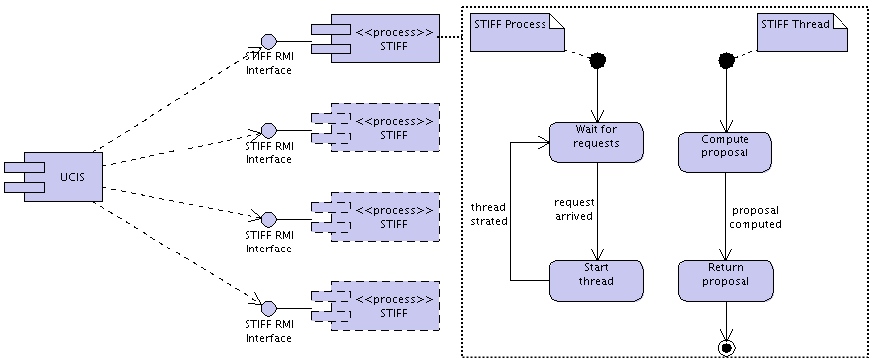 UCIS
STIFF RMI
Interface
<<process>>
STIFF
STIFF RMI
Interface
<<process>>
STIFF
STIFF RMI
Interface
<<process>>
STIFF
STIFF RMI
Interface
<<process>>
STIFF
STIFF Process
Wait for
requests
thread
strated
request
arrived
Start
thread
STIFF Thread
Compute
proposal
proposal
computed
Return
proposal